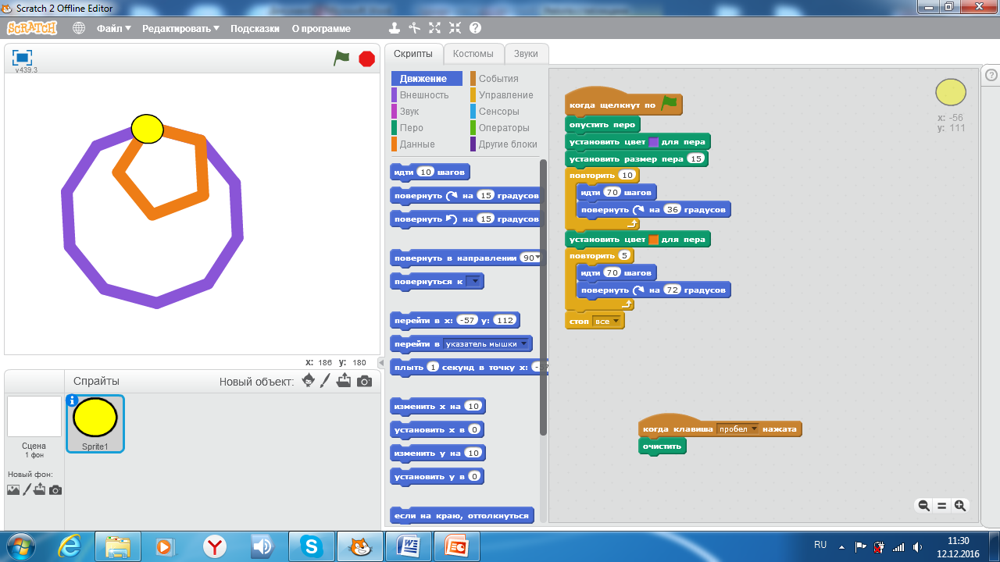 Scratch 2 Offline Editor
SCRATCH
Файл
Редактировать
Подсказки
О программе
v439.3
x: 186 y: 180
Спрайты
Новый объект:
Сцена
1 фон
Новый фон:
Sprite1
Скрипты
Костюмы
Звуки
Движение
События
Внешность
Управление
Звук
Сенсоры
Перо
Операторы
Данные
Другие блоки
идти 10 шагов
повернуть на 15 градусов
повернуть на 15 градусов
повернуть в направлении 90
повернуться к
перейти в x: -57 y: 112
перейти в указатель мышки
плыть 1 секунд в точку x: -57
изменить x на 10
установить x в 0
изменить y на 10
установить y в 0
если на краю, оттолкнуться
когда щелкнут по
опустить перо
установить цвет для пера
установить размер пера 15
повторить 10
идти 70 шагов
повернуть на 36 градусов
установить цвет для пера
повторить 5
идти 70 шагов
повернуть на 72 градусов
стоп все
x: -56
y: 111
когда клавиша пробел нажата
очистить
RU
11:30
12.12.2016